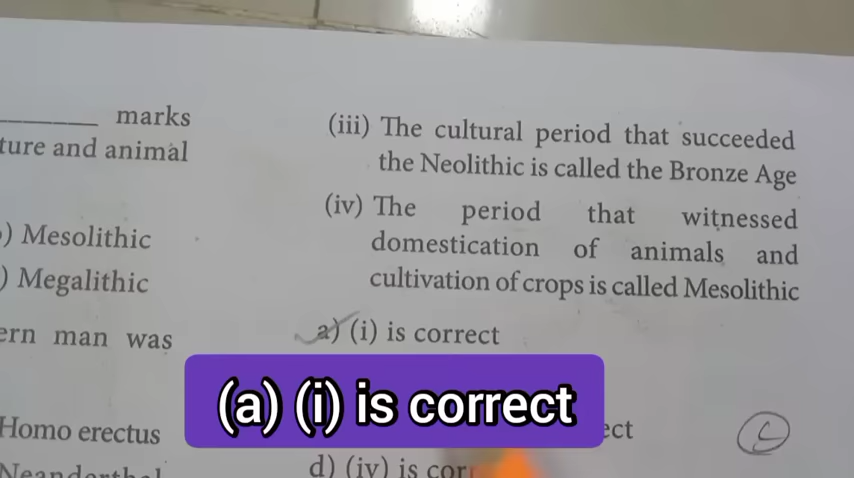 marks
ture and animal
) Mesolithic
) Megalithic
ern man was
Homo erectus
(iii) The cultural period that succeeded
the Neolithic is called the Bronze Age
(iv) The period that witnessed
domestication of animals and
cultivation of crops is called Mesolithic
a) (i) is correct
(a) (i) is correct
ect
d) (iv) is cor